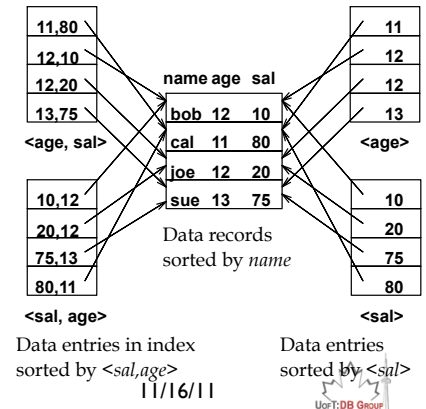 11,80
12,10
12,20
13,75
<age, sal>
10,12
20,12
75,13
80,11
<sal, age>
Data entries in index
sorted by <sal,age>
name age sal
bob 12 10
cal 11 80
joe 12 20
sue 13 75
Data records
sorted by name
11
12
12
13
<age>
10
20
75
80
<sal>
Data entries
sorted by <sal>
11/16/11
UofT:DB GROUP